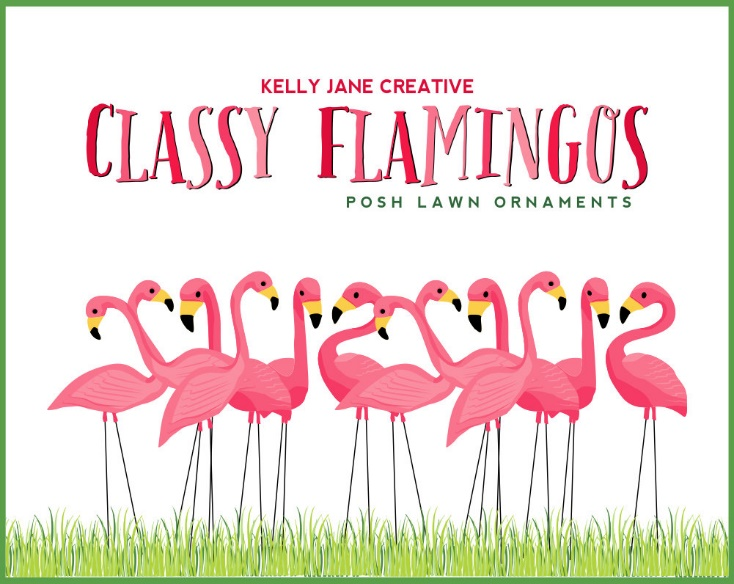 KELLY JANE CREATIVE
CLASSY FLAMINGOS
POSH LAWN ORNAMENTS